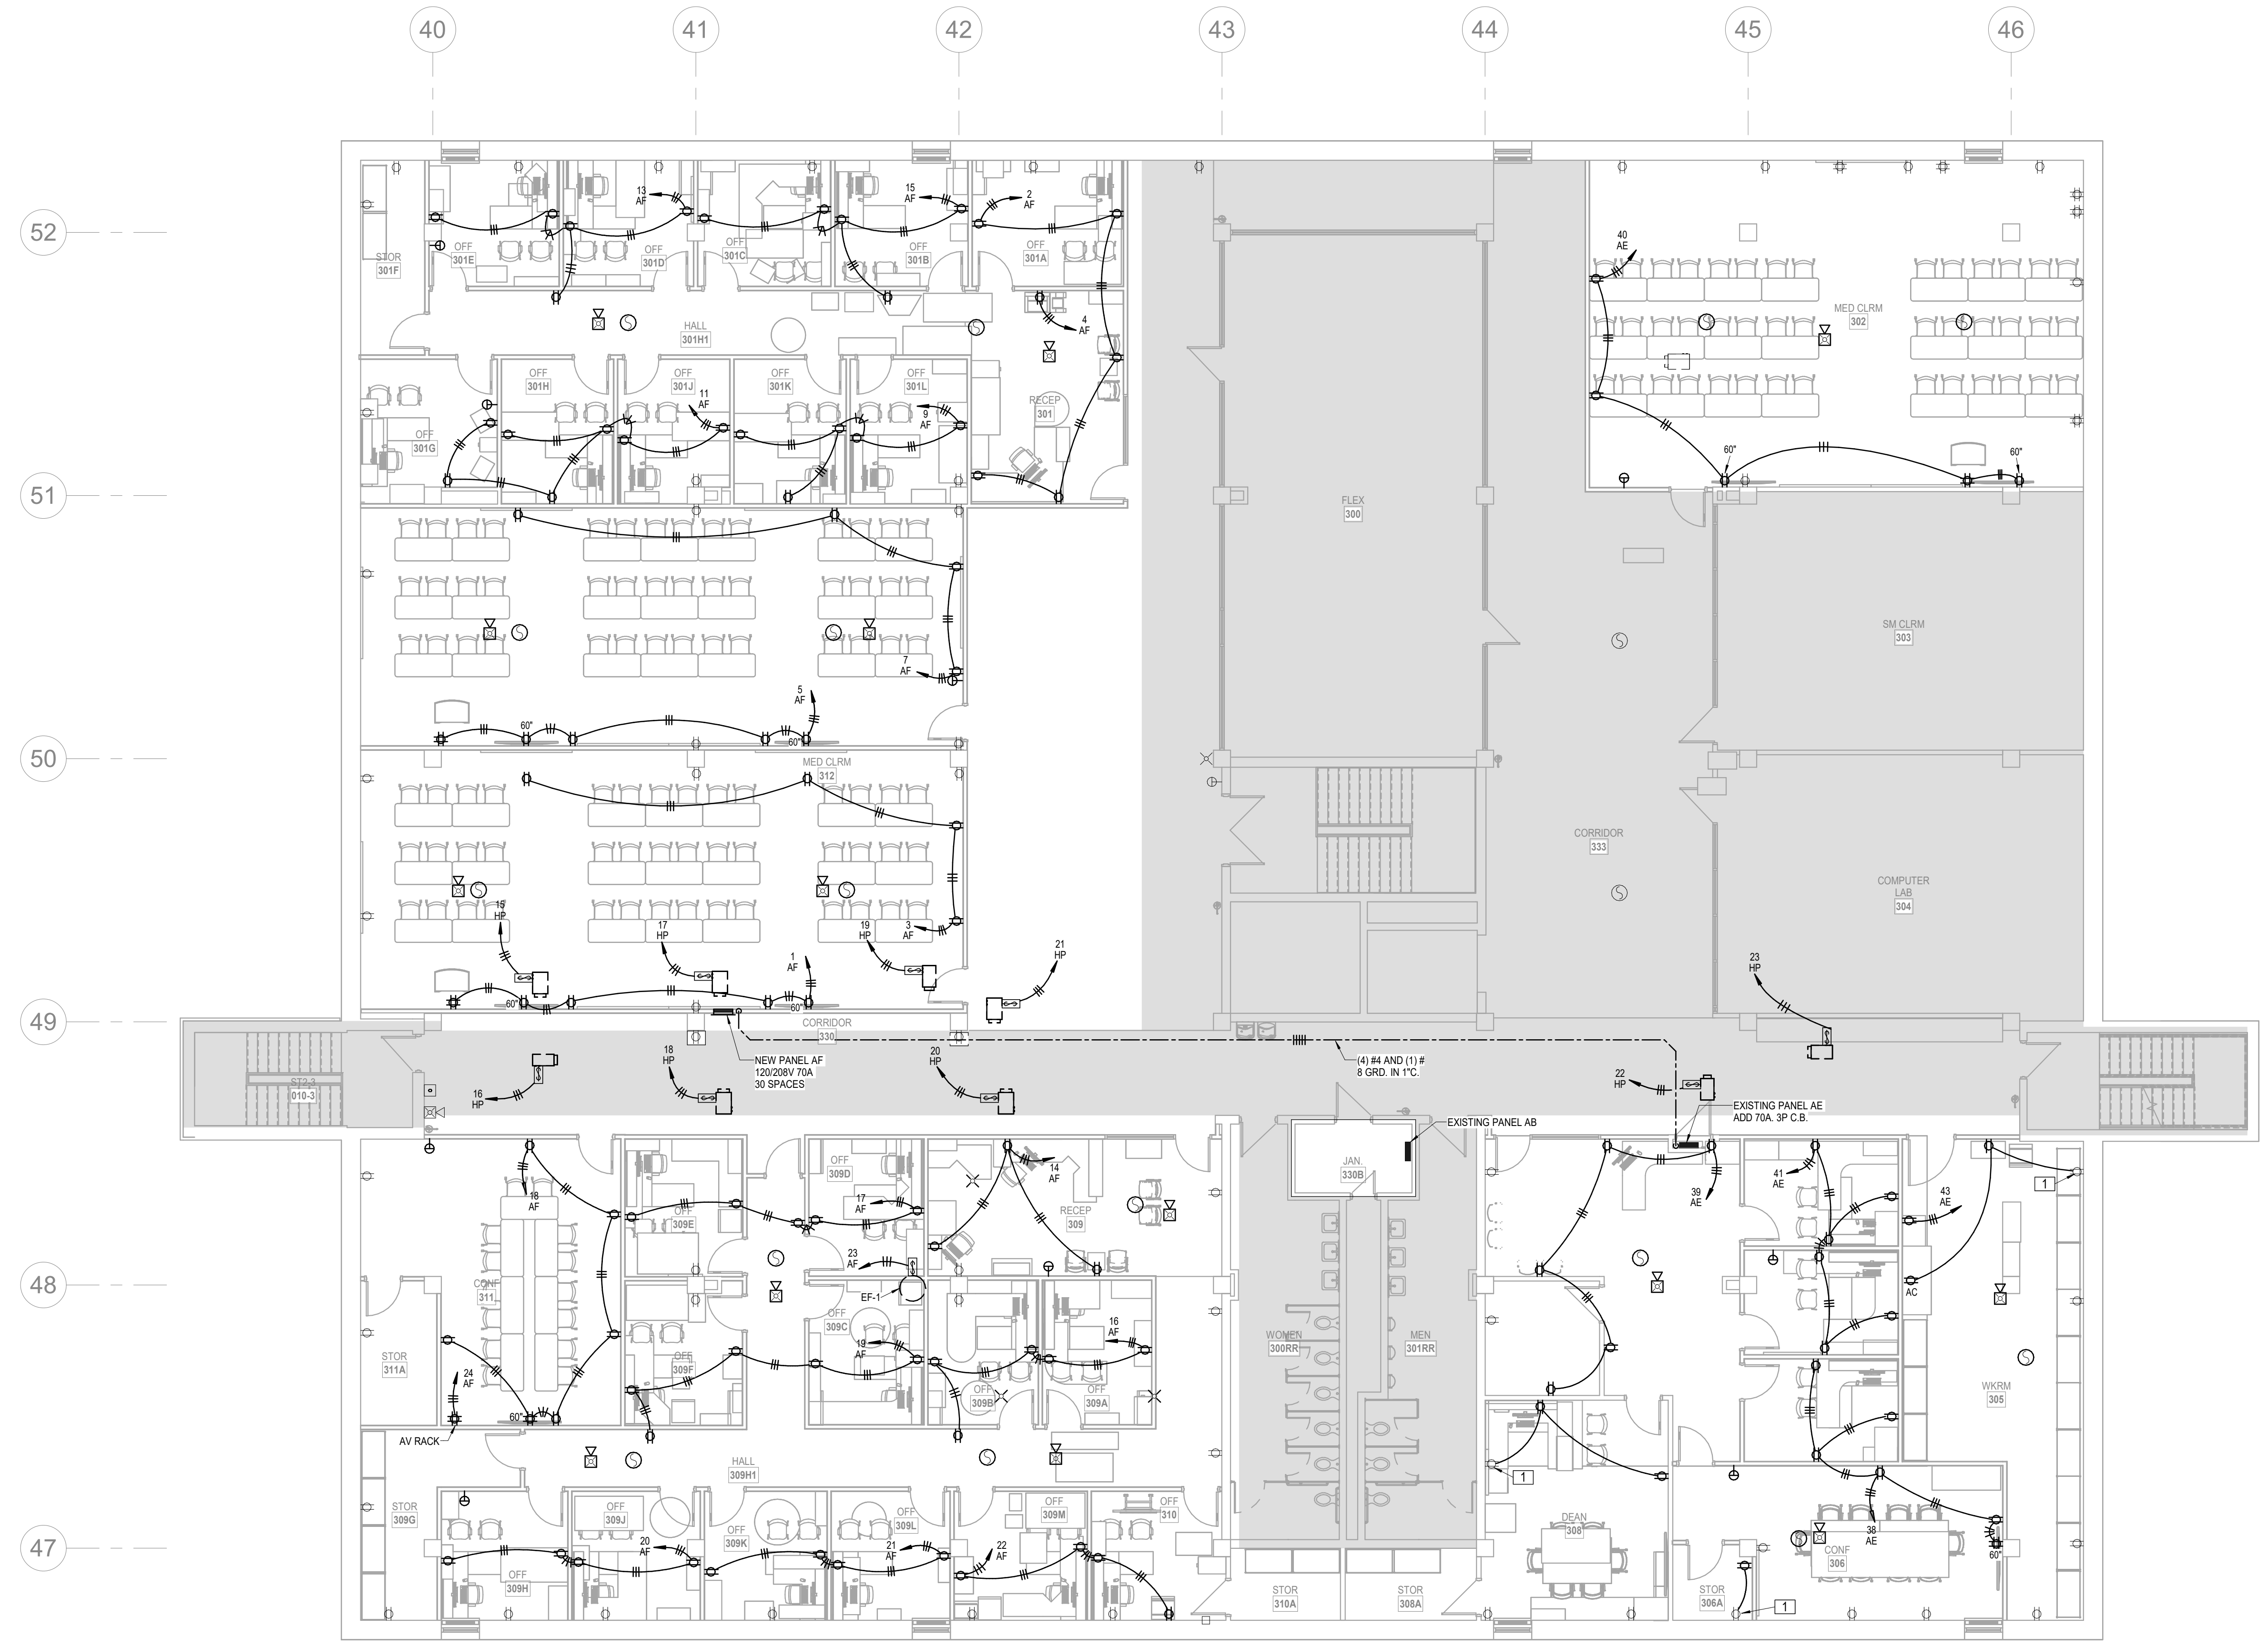 40
41
42
43
44
45
46
52
51
50
49
48
47
13
AF
15
AF
2
AF
STOR
301F
OFF
301E
OFF
301D
OFF
301C
OFF
301B
OFF
301A
40
AE
4
AF
HALL
301H1
MED CLRM
302
OFF
301H
OFF
301J
OFF
301K
OFF
301L
11
AF
9
AF
RECEP
301
OFF
301G
60"
60"
FLEX
300
SM CLRM
303
7
AF
5
AF
60"
60"
MED CLRM
312
CORRIDOR
333
COMPUTER
LAB
304
15
HP
17
HP
19
HP
3
AF
21
HP
1
AF
23
HP
60"
60"
CORRIDOR
330
NEW PANEL AF
120/208V 70A
30 SPACES
18
HP
20
HP
(4) #4 AND (1) #
8 GRD. IN 1"C.
22
HP
ST2-3
010-3
16
HP
EXISTING PANEL AE
ADD 70A. 3P C.B.
EXISTING PANEL AB
JAN.
330B
OFF
309D
14
AF
18
AF
17
AF
OFF
309E
RECEP
309
41
AE
39
AE
43
AE
1
23
AF
EF-1
CONF
311
AC
OFF
309C
16
AF
19
AF
WOMEN
300RR
MEN
301RR
STOR
311A
OFF
309F
24
AF
OFF
309B
OFF
309A
WKRM
305
60"
AV RACK
HALL
309H1
1
STOR
309G
OFF
309J
OFF
309K
OFF
309L
OFF
309M
OFF
310
DEAN
308
20
AF
21
AF
22
AF
38
AE
CONF
306
60"
OFF
309H
STOR
310A
STOR
308A
STOR
306A
1